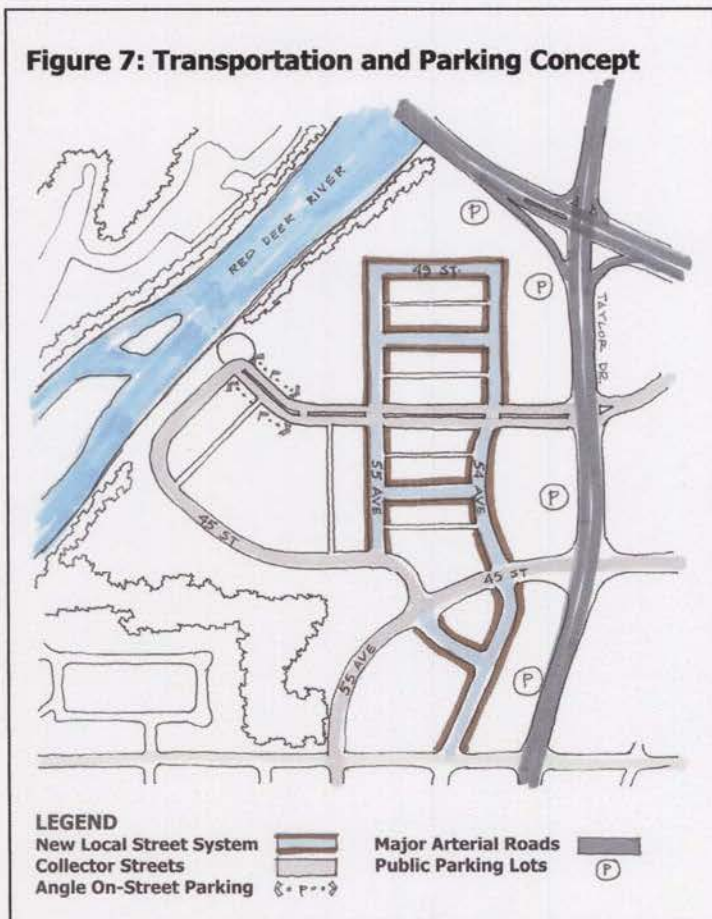 Figure 7: Transportation and Parking Concept
RED DEER RIVER
P
49 ST.
P
TAYLOR DR.
P
P
55 AVE
54 AVE
P
45 ST
45 ST
55 AVE
P
LEGEND
New Local Street System
Collector Streets
Angle On-Street Parking P
Major Arterial Roads
Public Parking Lots P